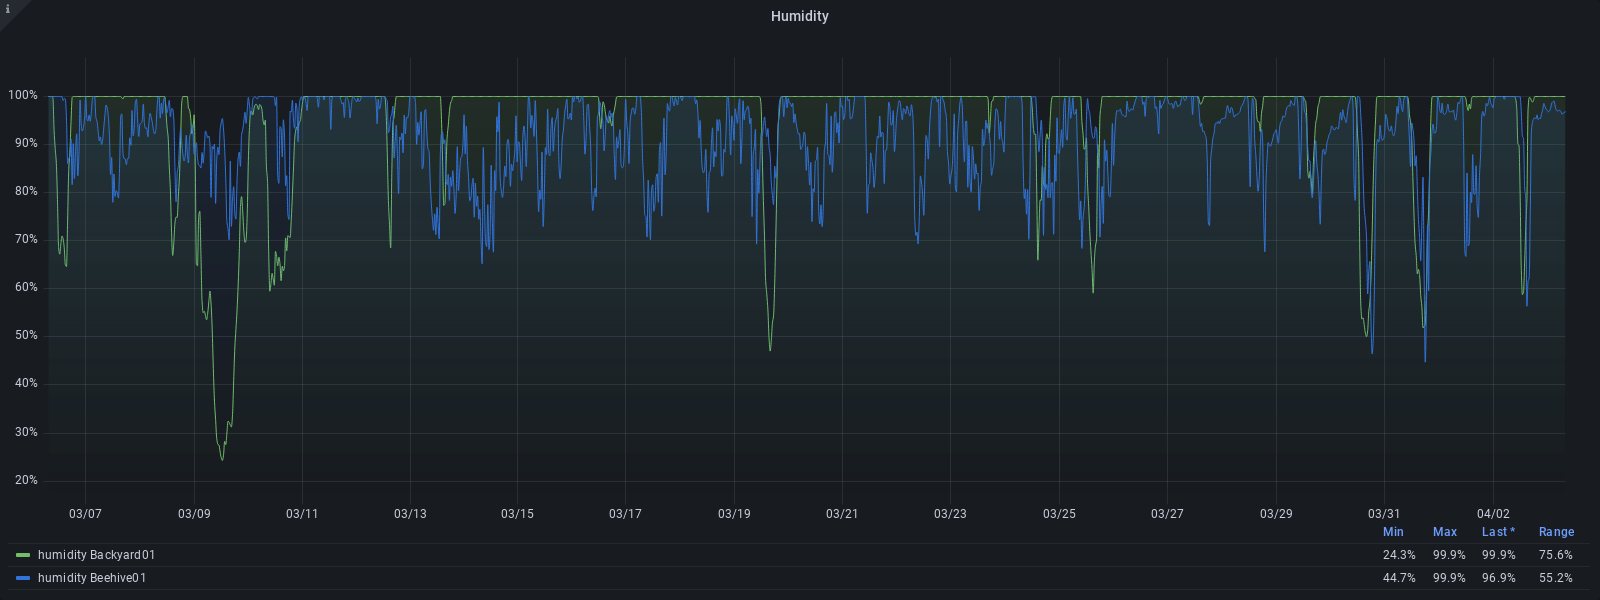 i
Humidity
100%
90%
80%
70%
60%
50%
40%
30%
20%
03/07 03/09 03/11 03/13 03/15 03/17 03/19 03/21 03/23 03/25 03/27 03/29 03/31 04/02
Min Max Last * Range
humidity Backyard01 24.3% 99.9% 99.9% 75.6%
humidity Beehive01 44.7% 99.9% 96.9% 55.2%